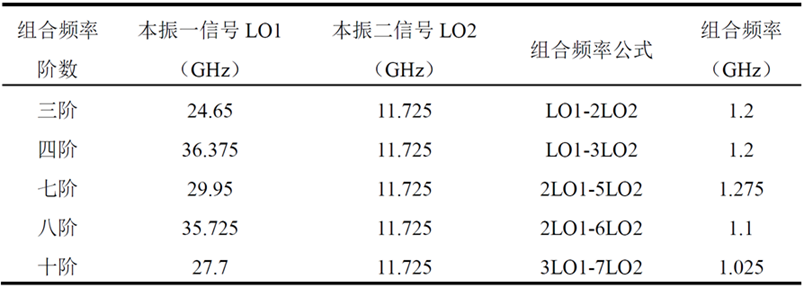 组合频率阶数 本振一信号 LO1（GHz） 本振二信号 LO2（GHz） 组合频率公式 组合频率（GHz）
三阶 24.65 11.725 LO1-2LO2 1.2
四阶 36.375 11.725 LO1-3LO2 1.2
七阶 29.95 11.725 2LO1-5LO2 1.275
八阶 35.725 11.725 2LO1-6LO2 1.1
十阶 27.7 11.725 3LO1-7LO2 1.025